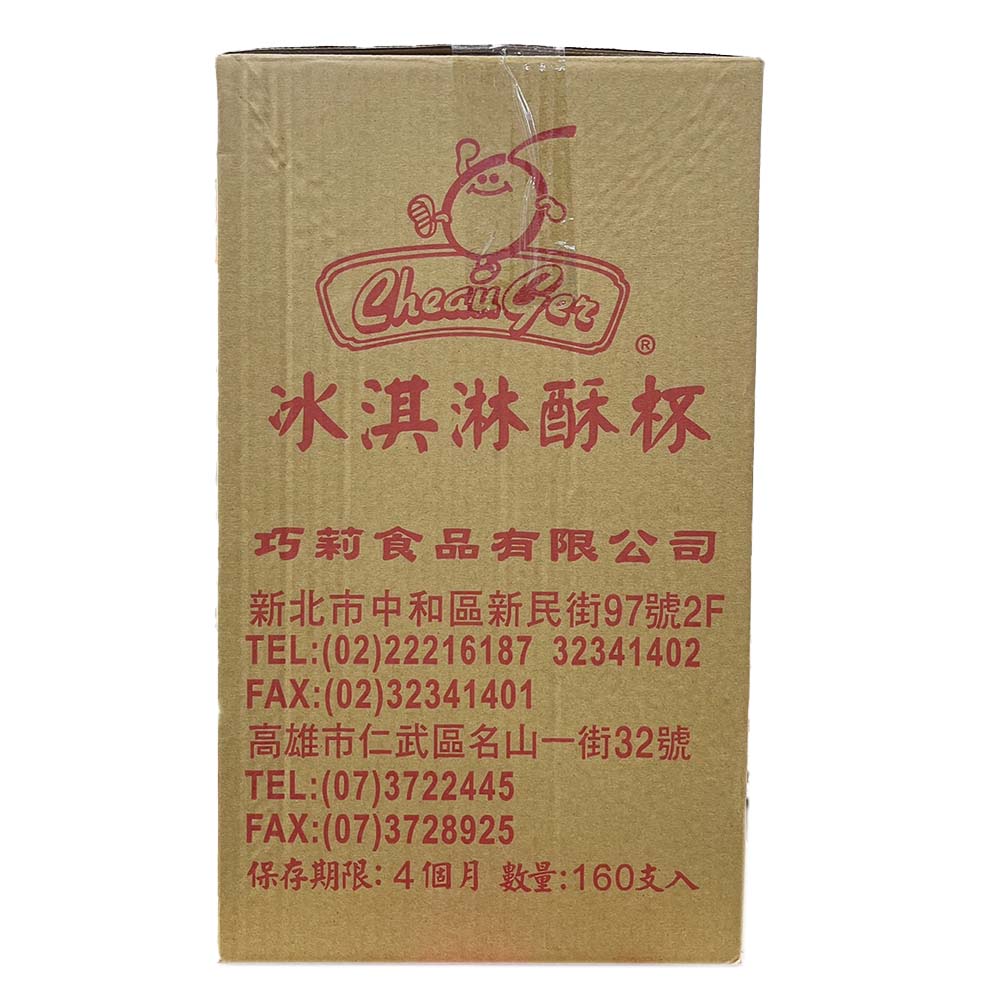 CheauGer
®
冰淇淋酥杯
巧莉食品有限公司
新北市中和區新民街97號2F
TEL:(02)22216187 32341402
FAX:(02)32341401
高雄市仁武區名山一街32號
TEL:(07)3722445
FAX:(07)3728925
保存期限:4個月 數量:160支入